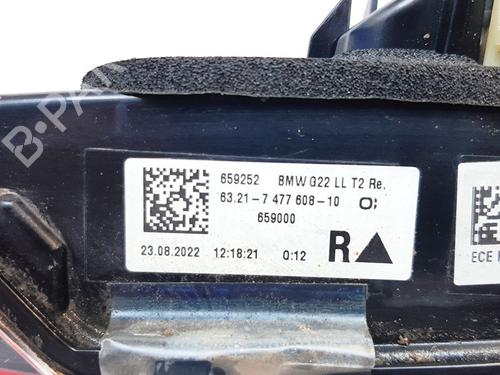 B-PARTS
659252 BMW G22 LL T2 Re.
63.21-7 477 608-10 O;
659000
23.08.2022 12:18:21 0:12 R▲
ECE